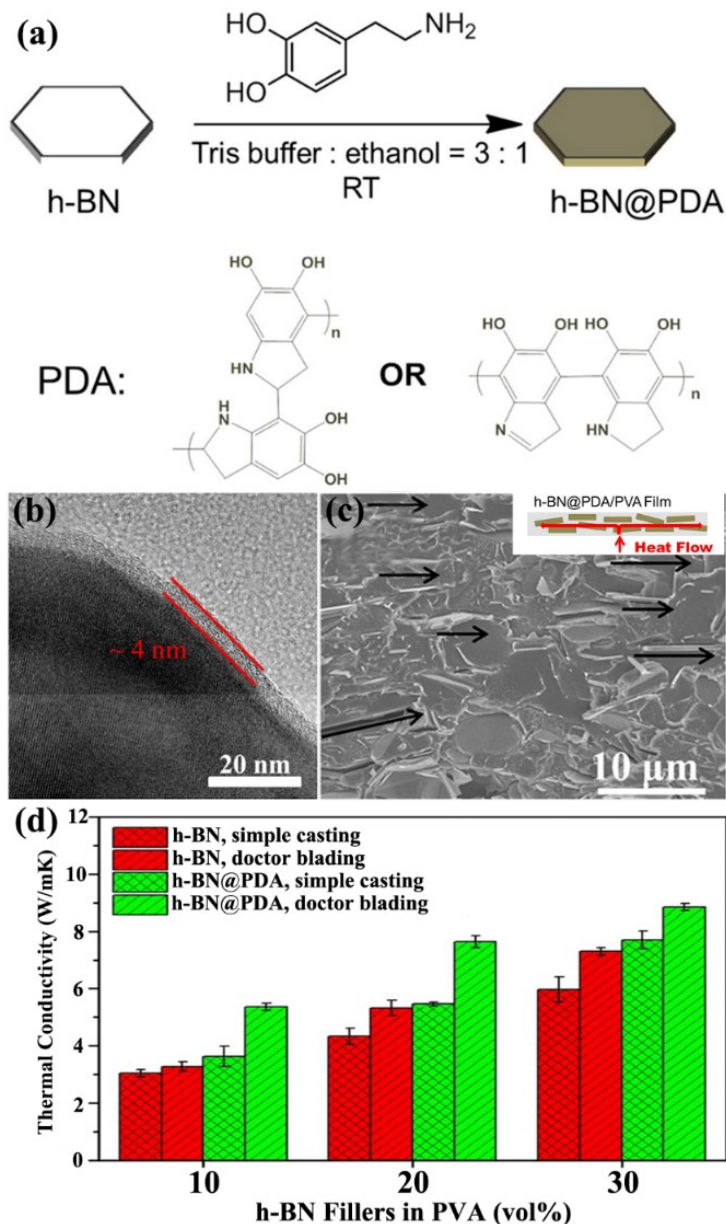 (a)
HO
HO
NH2
Tris buffer : ethanol = 3 : 1
RT
h-BN
h-BN@PDA
PDA:
HO
OH
n
HN
H
N
OH
OH
OR
HO
OH
HO
OH
N
HN
n
(b)
~ 4 nm
20 nm
(c)
h-BN@PDA/PVA Film
Heat Flow
10 μm
(d)
h-BN, simple casting
h-BN, doctor blading
h-BN@PDA, simple casting
h-BN@PDA, doctor blading
Thermal Conductivity (W/mK)
12
10
8
6
4
2
0
10
20
30
h-BN Fillers in PVA (vol%)